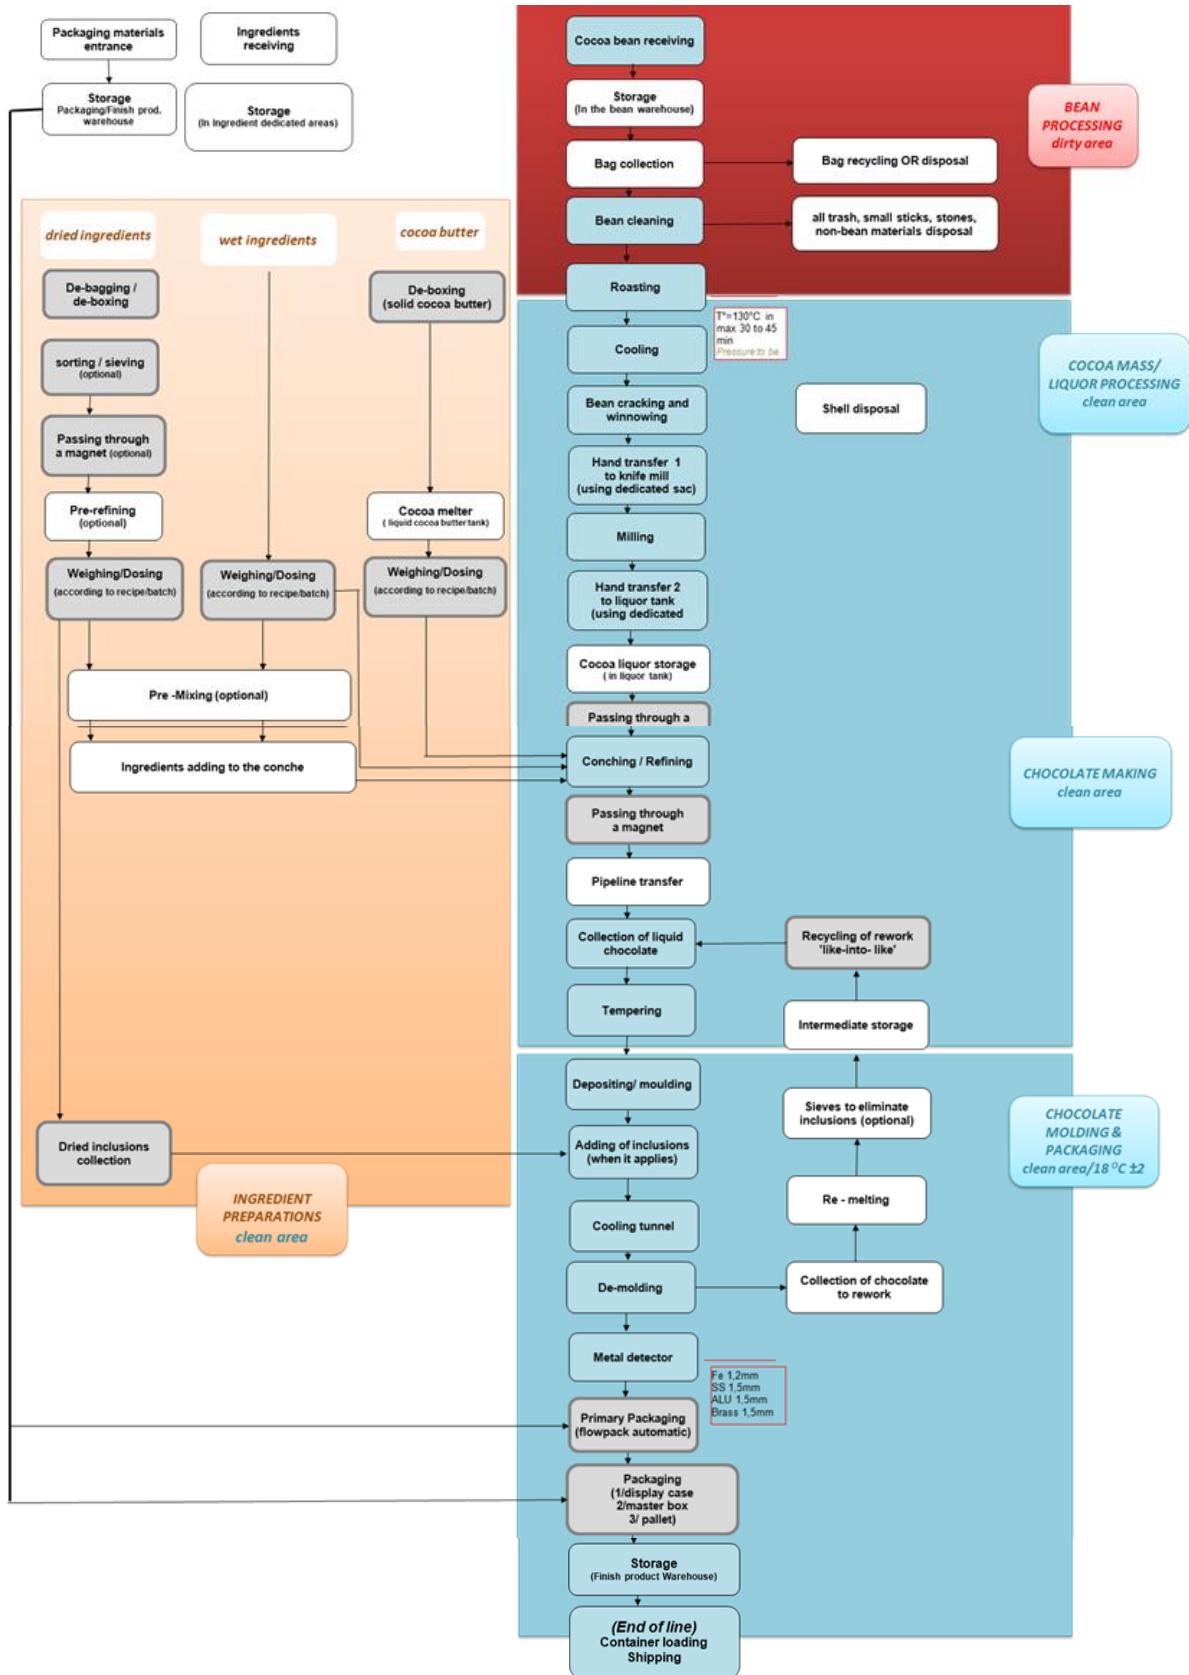 Packaging materials
entrance
Ingredients
receiving
Storage
Packaging/Finish prod.
warehouse
Storage
(In Ingredient dedicated areas)
Cocoa bean receiving
Storage
(In the bean warehouse)
Bag collection
Bag recycling OR disposal
Bean cleaning
all trash, small sticks, stones,
non-bean materials disposal
BEAN
PROCESSING
dirty area
Roasting
T°=130°C in
max 30 to 45
min
Pressure to be
Cooling
Bean cracking and
winnowing
Shell disposal
COCOA MASS/
LIQUOR PROCESSING
clean area
Hand transfer 1
to knife mill
(using dedicated sac)
Milling
Hand transfer 2
to liquor tank
(using dedicated
Cocoa liquor storage
( in liquor tank)
Passing through a
dried ingredients
wet ingredients
cocoa butter
De-bagging /
de-boxing
De-boxing
(solid cocoa butter)
sorting / sieving
(optional)
Passing through
a magnet (optional)
Pre-refining
(optional)
Cocoa melter
( liquid cocoa butter tank)
Weighing/Dosing
(according to recipe/batch)
Weighing/Dosing
(according to recipe/batch)
Weighing/Dosing
(according to recipe/batch)
Pre -Mixing (optional)
Ingredients adding to the conche
Conching / Refining
CHOCOLATE MAKING
clean area
Passing through
a magnet
Pipeline transfer
Collection of liquid
chocolate
Recycling of rework
'like-into- like'
Tempering
Intermediate storage
Depositing/ moulding
Sieves to eliminate
inclusions (optional)
CHOCOLATE
MOLDING &
PACKAGING
clean area/18 °C ±2
Dried inclusions
collection
Adding of inclusions
(when it applies)
INGREDIENT
PREPARATIONS
clean area
Re - melting
Cooling tunnel
De-molding
Collection of chocolate
to rework
Metal detector
Fe 1,2mm
SS 1,5mm
ALU 1,5mm
Brass 1,5mm
Primary Packaging
(flowpack automatic)
Packaging
(1/display case
2/master box
3/ pallet)
Storage
(Finish product Warehouse)
(End of line)
Container loading
Shipping